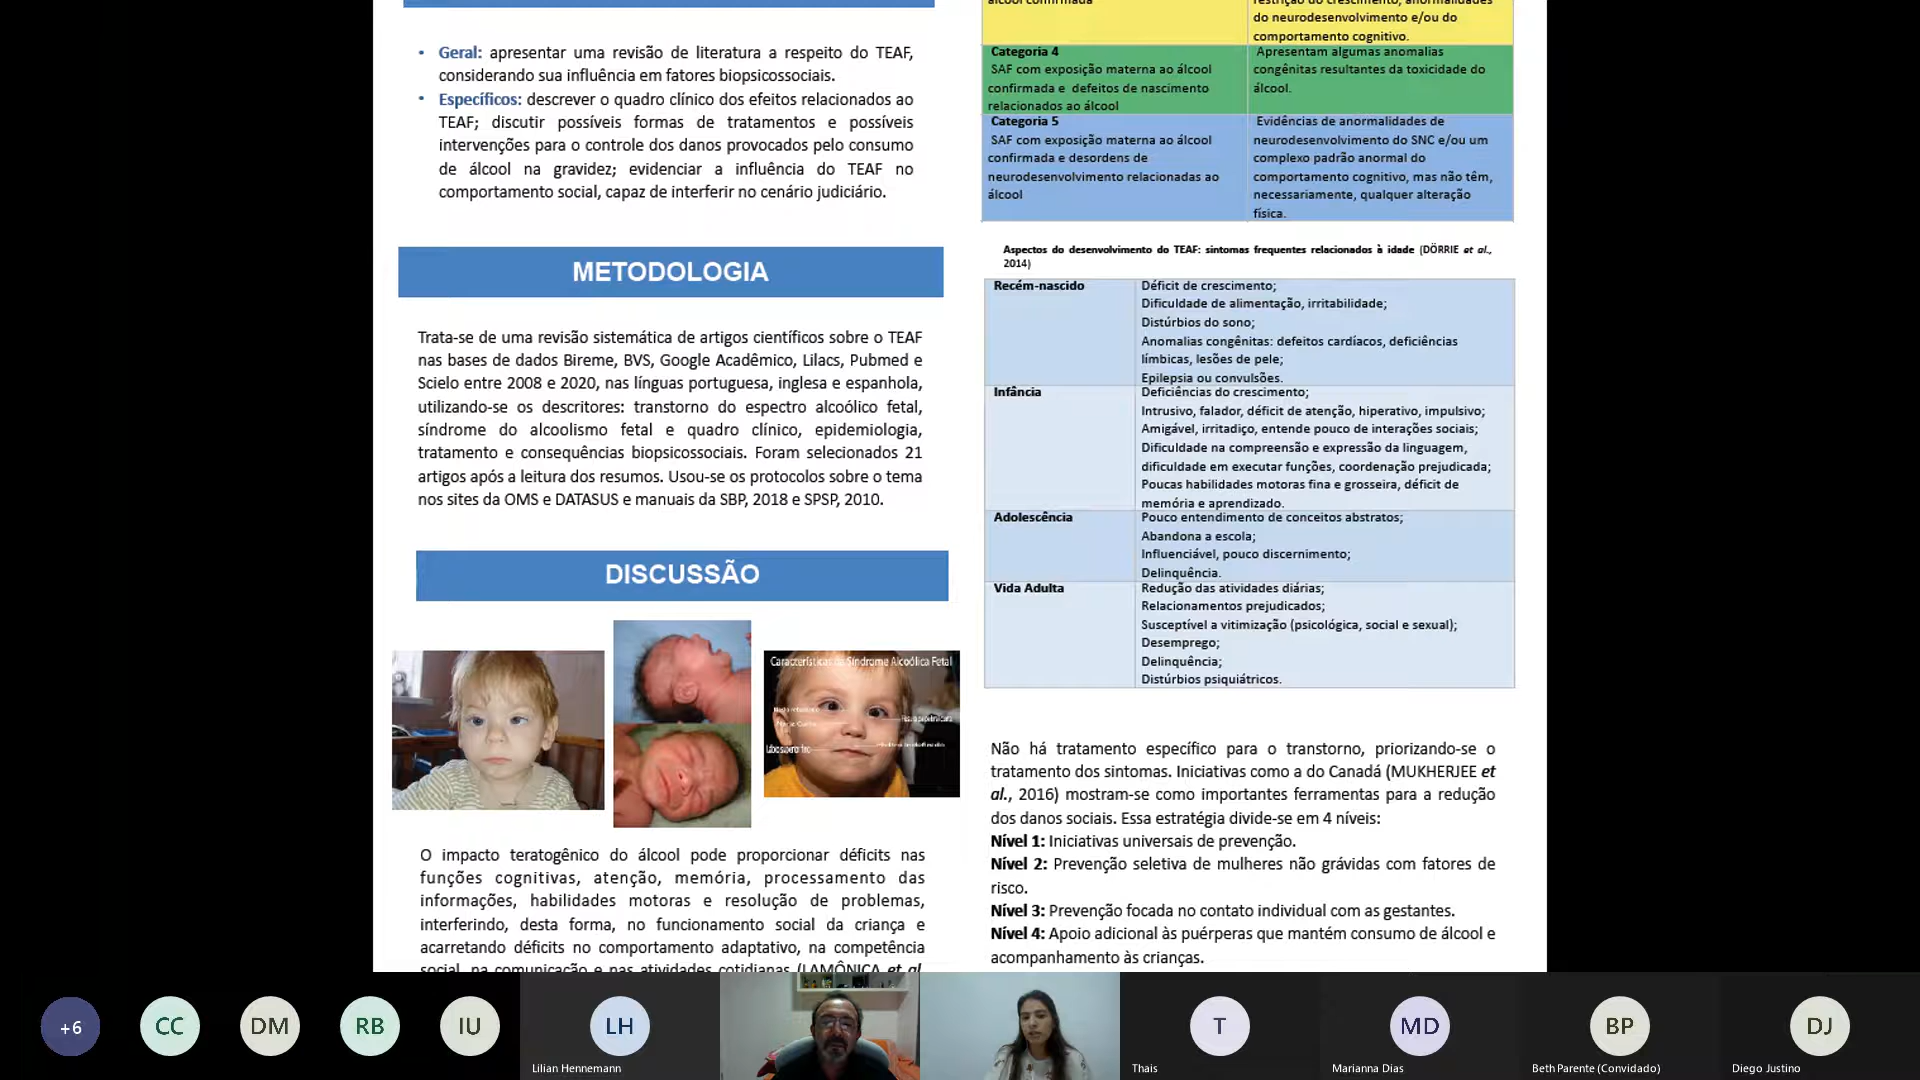 • Geral: apresentar uma revisão de literatura a respeito do TEAF,
considerando sua influência em fatores biopsicossociais.
• Específicos: descrever o quadro clínico dos efeitos relacionados ao
TEAF; discutir possíveis formas de tratamentos e possíveis
intervenções para o controle dos danos provocados pelo consumo
de álcool na gravidez; evidenciar a influência do TEAF no
comportamento social, capaz de interferir no cenário judiciário.
METODOLOGIA
Trata-se de uma revisão sistemática de artigos científicos sobre o TEAF
nas bases de dados Bireme, BVS, Google Acadêmico, Lilacs, Pubmed e
Scielo entre 2008 e 2020, nas línguas portuguesa, inglesa e espanhola,
utilizando-se os descritores: transtorno do espectro alcoólico fetal,
síndrome do alcoolismo fetal e quadro clínico, epidemiologia,
tratamento e consequências biopsicossociais. Foram selecionados 21
artigos após a leitura dos resumos. Usou-se os protocolos sobre o tema
nos sites da OMS e DATASUS e manuais da SBP, 2018 e SPSP, 2010.
DISCUSSÃO
Características da Síndrome Alcoólica Fetal
O impacto teratogênico do álcool pode proporcionar déficits nas
funções cognitivas, atenção, memória, processamento das
informações, habilidades motoras e resolução de problemas,
interferindo, desta forma, no funcionamento social da criança e
acarretando déficits no comportamento adaptativo, na competência
social, na comunicação e nas atividades cotidianas (LAMÔNICA et al
álcool confirmada
restrição do crescimento, anormalidades
do neurodesenvolvimento e/ou do
comportamento cognitivo.
Categoria 4
SAF com exposição materna ao álcool
confirmada e defeitos de nascimento
relacionados ao álcool
Apresentam algumas anomalias
congênitas resultantes da toxicidade do
álcool.
Categoria 5
SAF com exposição materna ao álcool
confirmada e desordens de
neurodesenvolvimento relacionadas ao
álcool
Evidências de anormalidades de
neurodesenvolvimento do SNC e/ou um
complexo padrão anormal do
comportamento cognitivo, mas não têm,
necessariamente, qualquer alteração
física.
Aspectos do desenvolvimento do TEAF: sintomas frequentes relacionados à idade (DÖRRIE et al.,
2014)
Recém-nascido
Déficit de crescimento;
Dificuldade de alimentação, irritabilidade;
Distúrbios do sono;
Anomalias congênitas: defeitos cardíacos, deficiências
límbicas, lesões de pele;
Epilepsia ou convulsões.
Infância
Deficiências do crescimento;
Intrusivo, falador, déficit de atenção, hiperativo, impulsivo;
Amigável, irritadiço, entende pouco de interações sociais;
Dificuldade na compreensão e expressão da linguagem,
dificuldade em executar funções, coordenação prejudicada;
Poucas habilidades motoras fina e grosseira, déficit de
memória e aprendizado.
Adolescência
Pouco entendimento de conceitos abstratos;
Abandona a escola;
Influenciável, pouco discernimento;
Delinquência.
Vida Adulta
Redução das atividades diárias;
Relacionamentos prejudicados;
Susceptível a vitimização (psicológica, social e sexual);
Desemprego;
Delinquência;
Distúrbios psiquiátricos.
Não há tratamento específico para o transtorno, priorizando-se o
tratamento dos sintomas. Iniciativas como a do Canadá (MUKHERJEE et
al., 2016) mostram-se como importantes ferramentas para a redução
dos danos sociais. Essa estratégia divide-se em 4 níveis:
Nível 1: Iniciativas universais de prevenção.
Nível 2: Prevenção seletiva de mulheres não grávidas com fatores de
risco.
Nível 3: Prevenção focada no contato individual com as gestantes.
Nível 4: Apoio adicional às puérperas que mantém consumo de álcool e
acompanhamento às crianças.
+6
CC
DM
RB
IU
LH
T
MD
BP
DJ
Lilian Hennemann
Thais
Marianna Dias
Beth Parente (Convidado)
Diego Justino